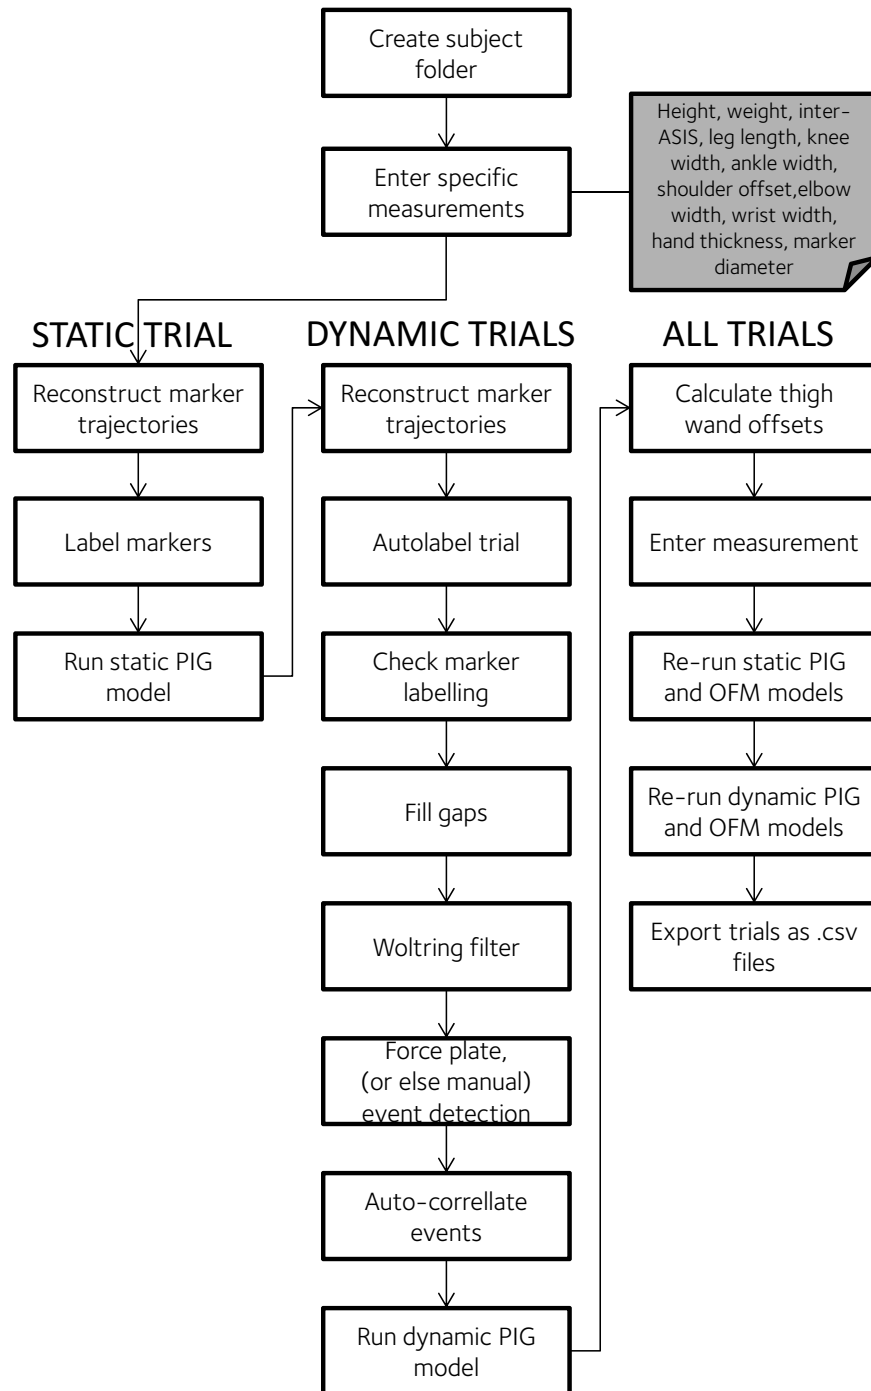 Create subject
folder
Enter specific
measurements
Height, weight, inter-
ASIS, leg length, knee
width, ankle width,
shoulder offset,elbow
width, wrist width,
hand thickness, marker
diameter
STATIC TRIAL
Reconstruct marker
trajectories
Label markers
Run static PIG
model
DYNAMIC TRIALS
Reconstruct marker
trajectories
Autolabel trial
Check marker
labelling
Fill gaps
Woltring filter
Force plate,
(or else manual)
event detection
Auto-correllate
events
Run dynamic PIG
model
ALL TRIALS
Calculate thigh
wand offsets
Enter measurement
Re-run static PIG
and OFM models
Re-run dynamic PIG
and OFM models
Export trials as .csv
files